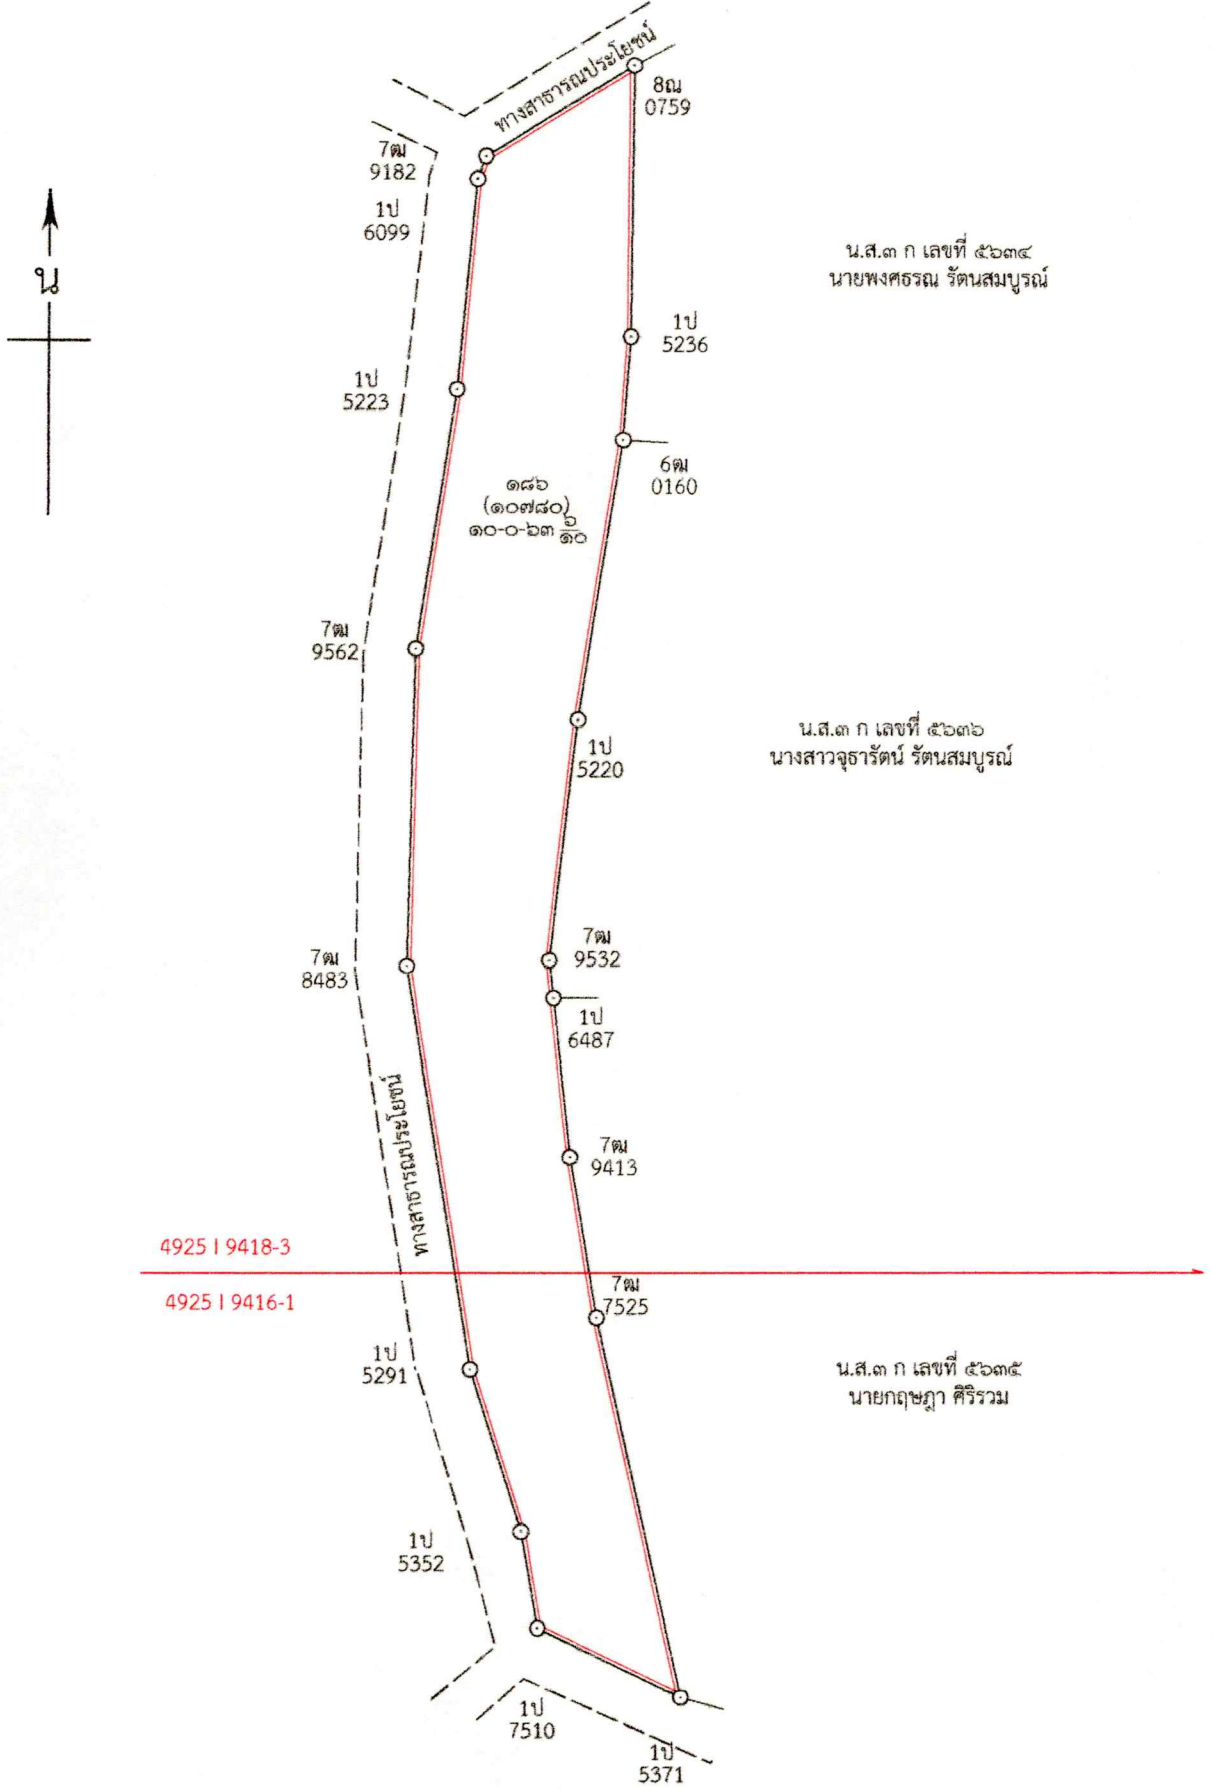 ทางสาธารณประโยชน์
8ณ
0759
7ฒ
9182
1ป
6099
น
น.ส.๓ ก เลขที่ ๕๖๓๔
นายพงศธรณ รัตนสมบูรณ์
1ป
5236
1ป
5223
6ฒ
0160
๑๘๖
(๑๐๗๘๐)
๑๐-๐-๖๓ ๖/๑๐
7ฒ
9562
น.ส.๓ ก เลขที่ ๕๖๓๖
นางสาวจุธารัตน์ รัตนสมบูรณ์
1ป
5220
7ฒ
9532
7ฒ
8483
1ป
6487
ทางสาธารณประโยชน์
7ฒ
9413
4925 I 9418-3
4925 I 9416-1
7ฒ
7525
1ป
5291
น.ส.๓ ก เลขที่ ๕๖๓๕
นายกฤษฎา ศิริรวม
1ป
5352
1ป
7510
1ป
5371